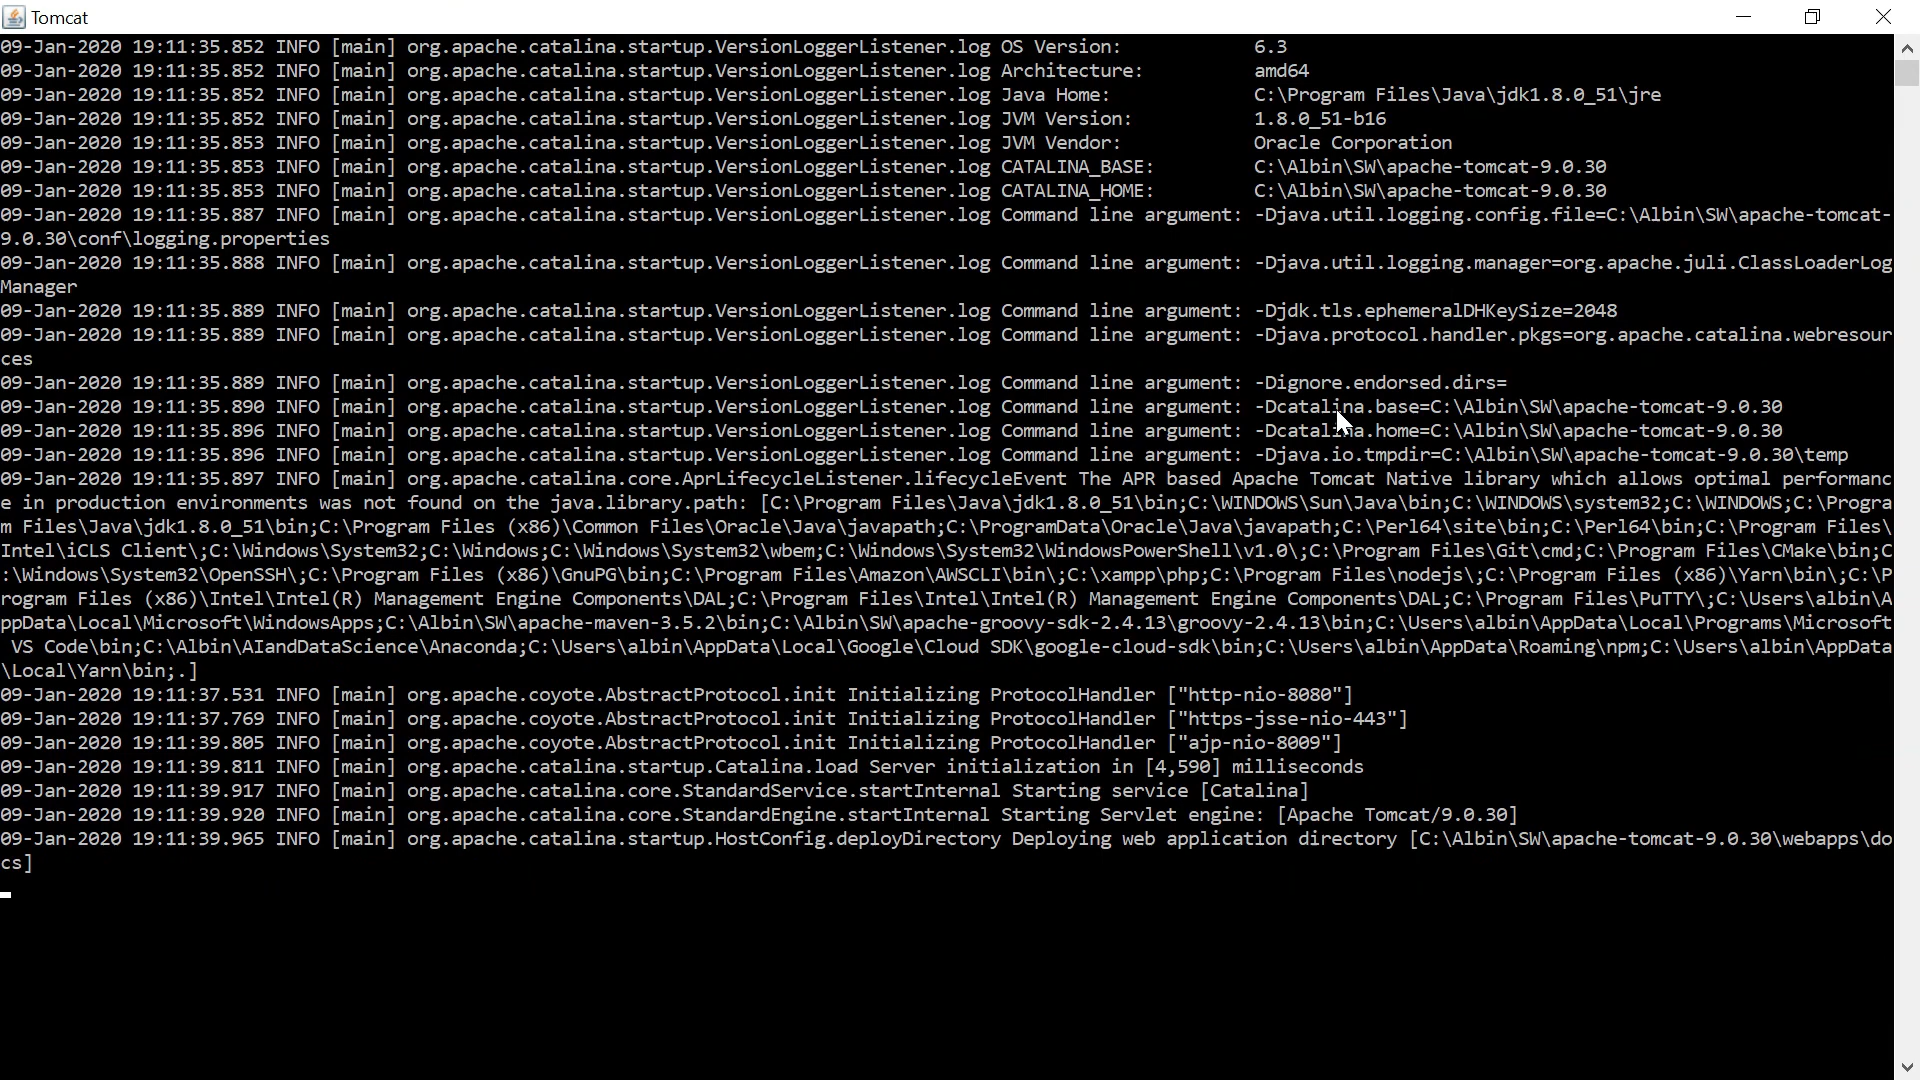 Tomcat
09-Jan-2020 19:11:35.852 INFO [main] org.apache.catalina.startup.VersionLoggerListener.log OS Version:            6.3
09-Jan-2020 19:11:35.852 INFO [main] org.apache.catalina.startup.VersionLoggerListener.log Architecture:          amd64
09-Jan-2020 19:11:35.852 INFO [main] org.apache.catalina.startup.VersionLoggerListener.log Java Home:             C:\Program Files\Java\jdk1.8.0_51\jre
09-Jan-2020 19:11:35.852 INFO [main] org.apache.catalina.startup.VersionLoggerListener.log JVM Version:           1.8.0_51-b16
09-Jan-2020 19:11:35.853 INFO [main] org.apache.catalina.startup.VersionLoggerListener.log JVM Vendor:            Oracle Corporation
09-Jan-2020 19:11:35.853 INFO [main] org.apache.catalina.startup.VersionLoggerListener.log CATALINA_BASE:         C:\Albin\SW\apache-tomcat-9.0.30
09-Jan-2020 19:11:35.853 INFO [main] org.apache.catalina.startup.VersionLoggerListener.log CATALINA_HOME:         C:\Albin\SW\apache-tomcat-9.0.30
09-Jan-2020 19:11:35.887 INFO [main] org.apache.catalina.startup.VersionLoggerListener.log Command line argument: -Djava.util.logging.config.file=C:\Albin\SW\apache-tomcat-
9.0.30\conf\logging.properties
09-Jan-2020 19:11:35.888 INFO [main] org.apache.catalina.startup.VersionLoggerListener.log Command line argument: -Djava.util.logging.manager=org.apache.juli.ClassLoaderLog
Manager
09-Jan-2020 19:11:35.889 INFO [main] org.apache.catalina.startup.VersionLoggerListener.log Command line argument: -Djdk.tls.ephemeralDHKeySize=2048
09-Jan-2020 19:11:35.889 INFO [main] org.apache.catalina.startup.VersionLoggerListener.log Command line argument: -Djava.protocol.handler.pkgs=org.apache.catalina.webresour
ces
09-Jan-2020 19:11:35.889 INFO [main] org.apache.catalina.startup.VersionLoggerListener.log Command line argument: -Dignore.endorsed.dirs=
09-Jan-2020 19:11:35.890 INFO [main] org.apache.catalina.startup.VersionLoggerListener.log Command line argument: -Dcatalina.base=C:\Albin\SW\apache-tomcat-9.0.30
09-Jan-2020 19:11:35.896 INFO [main] org.apache.catalina.startup.VersionLoggerListener.log Command line argument: -Dcatalina.home=C:\Albin\SW\apache-tomcat-9.0.30
09-Jan-2020 19:11:35.896 INFO [main] org.apache.catalina.startup.VersionLoggerListener.log Command line argument: -Djava.io.tmpdir=C:\Albin\SW\apache-tomcat-9.0.30\temp
09-Jan-2020 19:11:35.897 INFO [main] org.apache.catalina.core.AprLifecycleListener.lifecycleEvent The APR based Apache Tomcat Native library which allows optimal performanc
e in production environments was not found on the java.library.path: [C:\Program Files\Java\jdk1.8.0_51\bin;C:\WINDOWS\Sun\Java\bin;C:\WINDOWS\system32;C:\WINDOWS;C:\Progra
m Files\Java\jdk1.8.0_51\bin;C:\Program Files (x86)\Common Files\Oracle\Java\javapath;C:\ProgramData\Oracle\Java\javapath;C:\Perl64\site\bin;C:\Perl64\bin;C:\Program Files\
Intel\iCLS Client\;C:\Windows\System32;C:\Windows;C:\Windows\System32\wbem;C:\Windows\System32\WindowsPowerShell\v1.0\;C:\Program Files\Git\cmd;C:\Program Files\CMake\bin;C
:\Windows\System32\OpenSSH\;C:\Program Files (x86)\GnuPG\bin;C:\Program Files\Amazon\AWSCLI\bin\;C:\xampp\php;C:\Program Files\nodejs\;C:\Program Files (x86)\Yarn\bin\;C:\P
rogram Files (x86)\Intel\Intel(R) Management Engine Components\DAL;C:\Program Files\Intel\Intel(R) Management Engine Components\DAL;C:\Program Files\PuTTY\;C:\Users\albin\A
ppData\Local\Microsoft\WindowsApps;C:\Albin\SW\apache-maven-3.5.2\bin;C:\Albin\SW\apache-groovy-sdk-2.4.13\groovy-2.4.13\bin;C:\Users\albin\AppData\Local\Programs\Microsoft
 VS Code\bin;C:\Albin\AIandDataScience\Anaconda;C:\Users\albin\AppData\Local\Google\Cloud SDK\google-cloud-sdk\bin;C:\Users\albin\AppData\Roaming\npm;C:\Users\albin\AppData
\Local\Yarn\bin;.]
09-Jan-2020 19:11:37.531 INFO [main] org.apache.coyote.AbstractProtocol.init Initializing ProtocolHandler ["http-nio-8080"]
09-Jan-2020 19:11:37.769 INFO [main] org.apache.coyote.AbstractProtocol.init Initializing ProtocolHandler ["https-jsse-nio-443"]
09-Jan-2020 19:11:39.805 INFO [main] org.apache.coyote.AbstractProtocol.init Initializing ProtocolHandler ["ajp-nio-8009"]
09-Jan-2020 19:11:39.811 INFO [main] org.apache.catalina.startup.Catalina.load Server initialization in [4,590] milliseconds
09-Jan-2020 19:11:39.917 INFO [main] org.apache.catalina.core.StandardService.startInternal Starting service [Catalina]
09-Jan-2020 19:11:39.920 INFO [main] org.apache.catalina.core.StandardEngine.startInternal Starting Servlet engine: [Apache Tomcat/9.0.30]
09-Jan-2020 19:11:39.965 INFO [main] org.apache.catalina.startup.HostConfig.deployDirectory Deploying web application directory [C:\Albin\SW\apache-tomcat-9.0.30\webapps\do
cs]